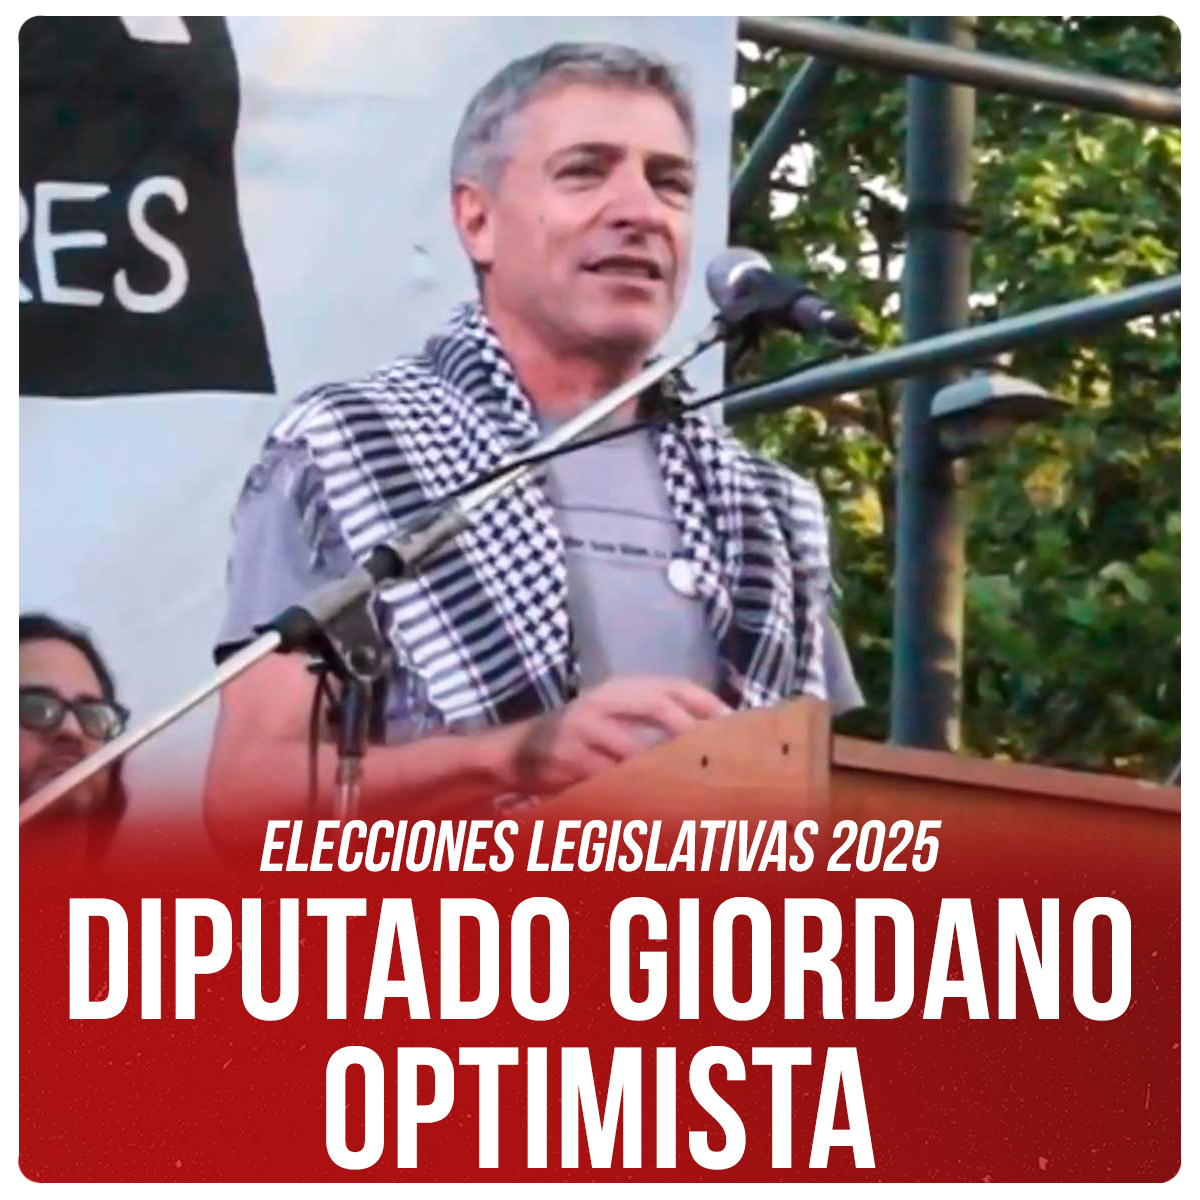 RES
ELECCIONES LEGISLATIVAS 2025
DIPUTADO GIORDANO
OPTIMISTA